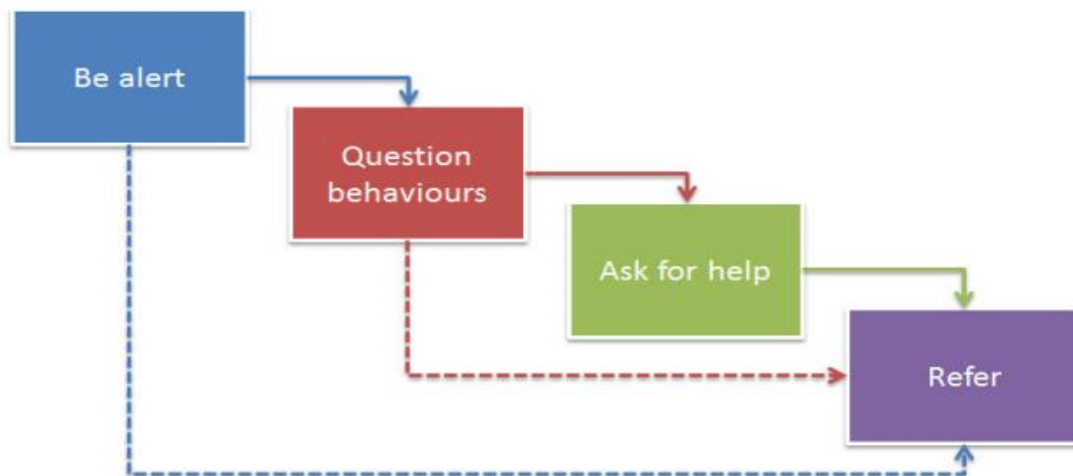 Be alert
Question
behaviours
Ask for help
Refer